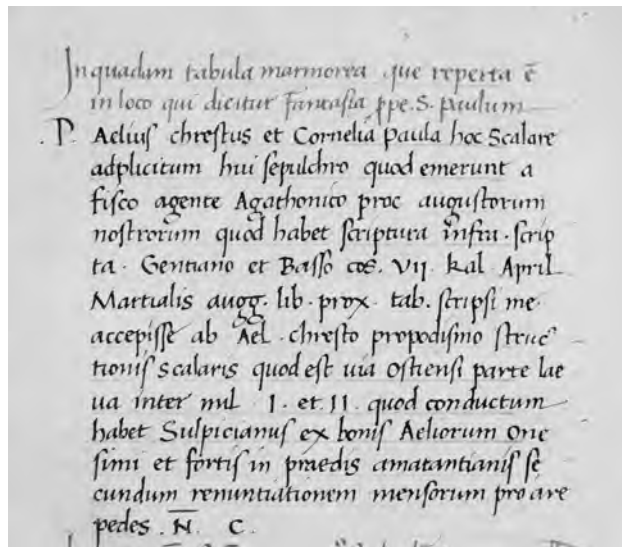 In quadam tabula marmorea que reperta ē
in loco qui dicitur fantasia ppe. S. paulum
. P. Aelius chrestus et Cornelia paula hoc Scalare
adplicitum hui sepulchro quod emerunt a
fisco agente Agathonico proc augustorum
nostrorum quod habet scriptura infra · scrip
ta · Gentiano et Basso cos. VII. kal April
Martialis augg. lib · prox · tab. scripsi me
accepisse ab Ael · chresto propodismo struc
tionis Scalaris quod est uia Ostiensi parte lae
ua inter mil I · et II. quod conductum
habet Sulpicianus ex bonis Aeliorum One
simi et fortis in praedis amatantianis se
cundum renuntiationem mensorum pro are
pedes . N̄. C.